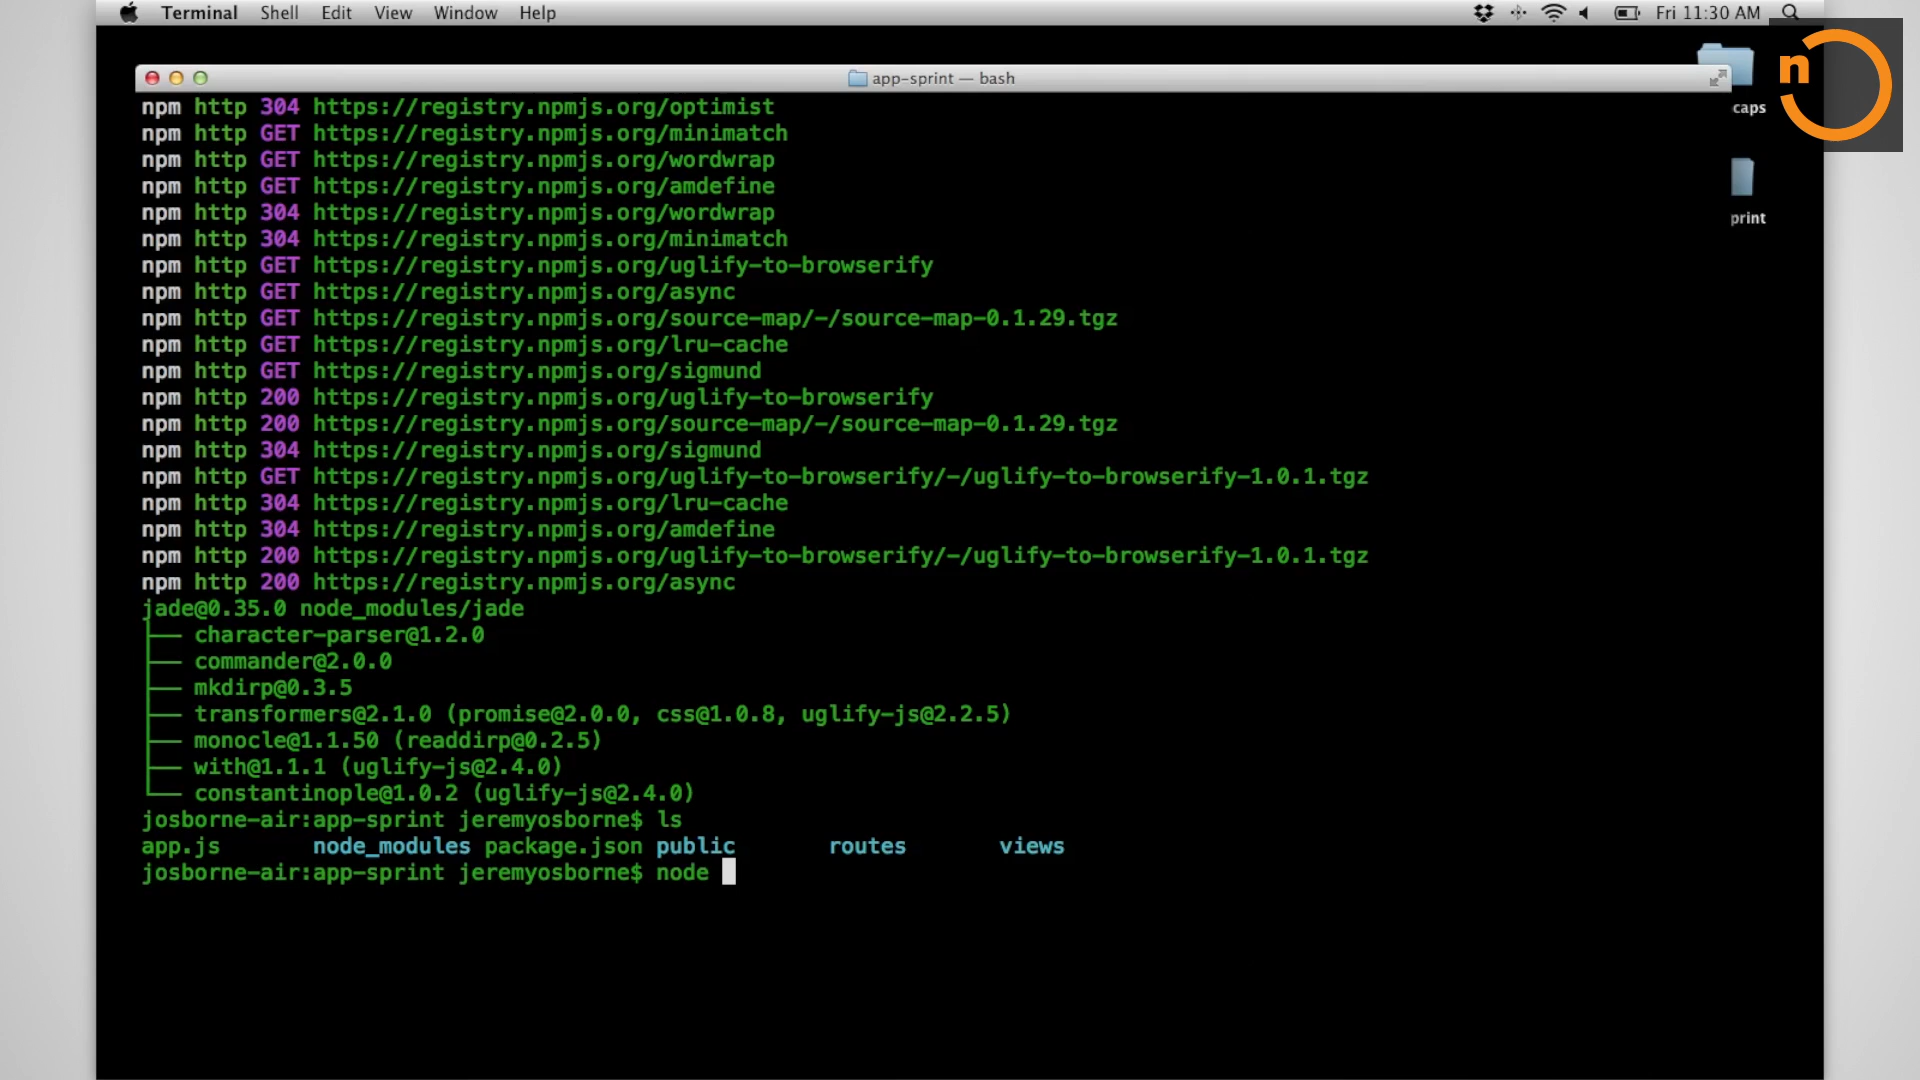 Terminal Shell Edit View Window Help Fri 11:30 AM
n
app-sprint — bash
caps
print
npm http 304 https://registry.npmjs.org/optimist
npm http GET https://registry.npmjs.org/minimatch
npm http GET https://registry.npmjs.org/wordwrap
npm http GET https://registry.npmjs.org/amdefine
npm http 304 https://registry.npmjs.org/wordwrap
npm http 304 https://registry.npmjs.org/minimatch
npm http GET https://registry.npmjs.org/uglify-to-browserify
npm http GET https://registry.npmjs.org/async
npm http GET https://registry.npmjs.org/source-map/-/source-map-0.1.29.tgz
npm http GET https://registry.npmjs.org/lru-cache
npm http GET https://registry.npmjs.org/sigmund
npm http 200 https://registry.npmjs.org/uglify-to-browserify
npm http 200 https://registry.npmjs.org/source-map/-/source-map-0.1.29.tgz
npm http 304 https://registry.npmjs.org/sigmund
npm http GET https://registry.npmjs.org/uglify-to-browserify/-/uglify-to-browserify-1.0.1.tgz
npm http 304 https://registry.npmjs.org/lru-cache
npm http 304 https://registry.npmjs.org/amdefine
npm http 200 https://registry.npmjs.org/uglify-to-browserify/-/uglify-to-browserify-1.0.1.tgz
npm http 200 https://registry.npmjs.org/async
jade@0.35.0 node_modules/jade
├── character-parser@1.2.0
├── commander@2.0.0
├── mkdirp@0.3.5
├── transformers@2.1.0 (promise@2.0.0, css@1.0.8, uglify-js@2.2.5)
├── monocle@1.1.50 (readdirp@0.2.5)
├── with@1.1.1 (uglify-js@2.4.0)
└── constantinople@1.0.2 (uglify-js@2.4.0)
josborne-air:app-sprint jeremyosborne$ ls
app.js node_modules package.json public routes views
josborne-air:app-sprint jeremyosborne$ node